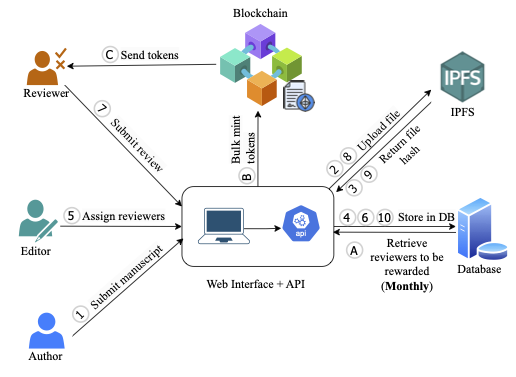 Blockchain
C Send tokens
Reviewer
IPFS
IPFS
7 Submit review
Bulk mint
B tokens
2 8 Upload file
3 9 Return file
hash
5 Assign reviewers
Editor
api
4 6 10 Store in DB
A
Retrieve
reviewers to be
rewarded
(Monthly)
Database
1 Submit manuscript
Web Interface + API
Author